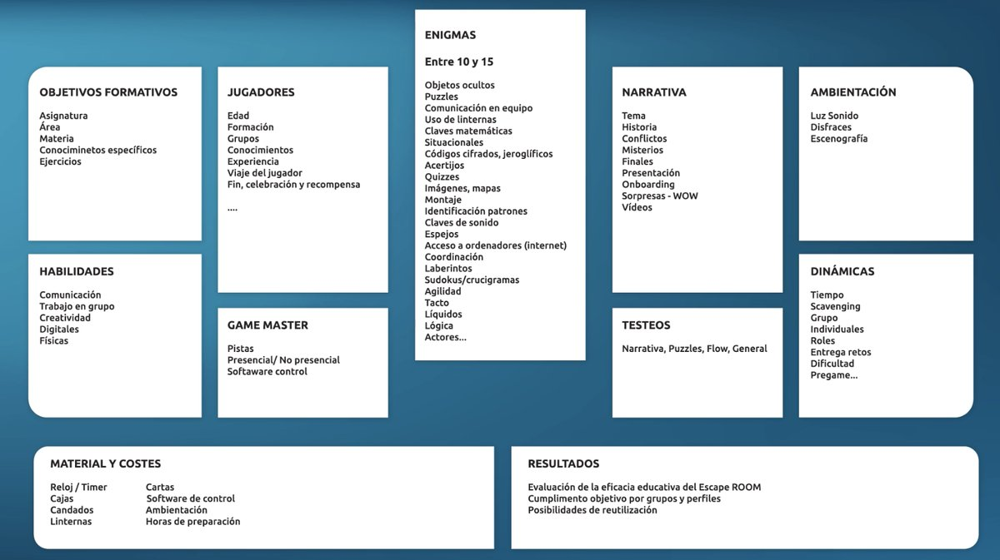 OBJETIVOS FORMATIVOS
Asignatura
Área
Materia
Conociminetos específicos
Ejercicios
HABILIDADES
Comunicación
Trabajo en grupo
Creatividad
Digitales
Físicas
JUGADORES
Edad
Formación
Grupos
Conocimientos
Experiencia
Viaje del jugador
Fin, celebración y recompensa
....
GAME MASTER
Pistas
Presencial/ No presencial
Softaware control
ENIGMAS
Entre 10 y 15
Objetos ocultos
Puzzles
Comunicación en equipo
Uso de linternas
Claves matemáticas
Situacionales
Códigos cifrados, jeroglíficos
Acertijos
Quizzes
Imágenes, mapas
Montaje
Identificación patrones
Claves de sonido
Espejos
Acceso a ordenadores (internet)
Coordinación
Laberintos
Sudokus/crucigramas
Agilidad
Tacto
Líquidos
Lógica
Actores...
NARRATIVA
Tema
Historia
Conflictos
Misterios
Finales
Presentación
Onboarding
Sorpresas - WOW
Vídeos
TESTEOS
Narrativa, Puzzles, Flow, General
AMBIENTACIÓN
Luz Sonido
Disfraces
Escenografía
DINÁMICAS
Tiempo
Scavenging
Grupo
Individuales
Roles
Entrega retos
Dificultad
Pregame...
MATERIAL Y COSTES
Reloj / Timer
Cajas
Candados
Linternas
Cartas
Software de control
Ambientación
Horas de preparación
RESULTADOS
Evaluación de la eficacia educativa del Escape ROOM
Cumplimento objetivo por grupos y perfiles
Posibilidades de reutilización